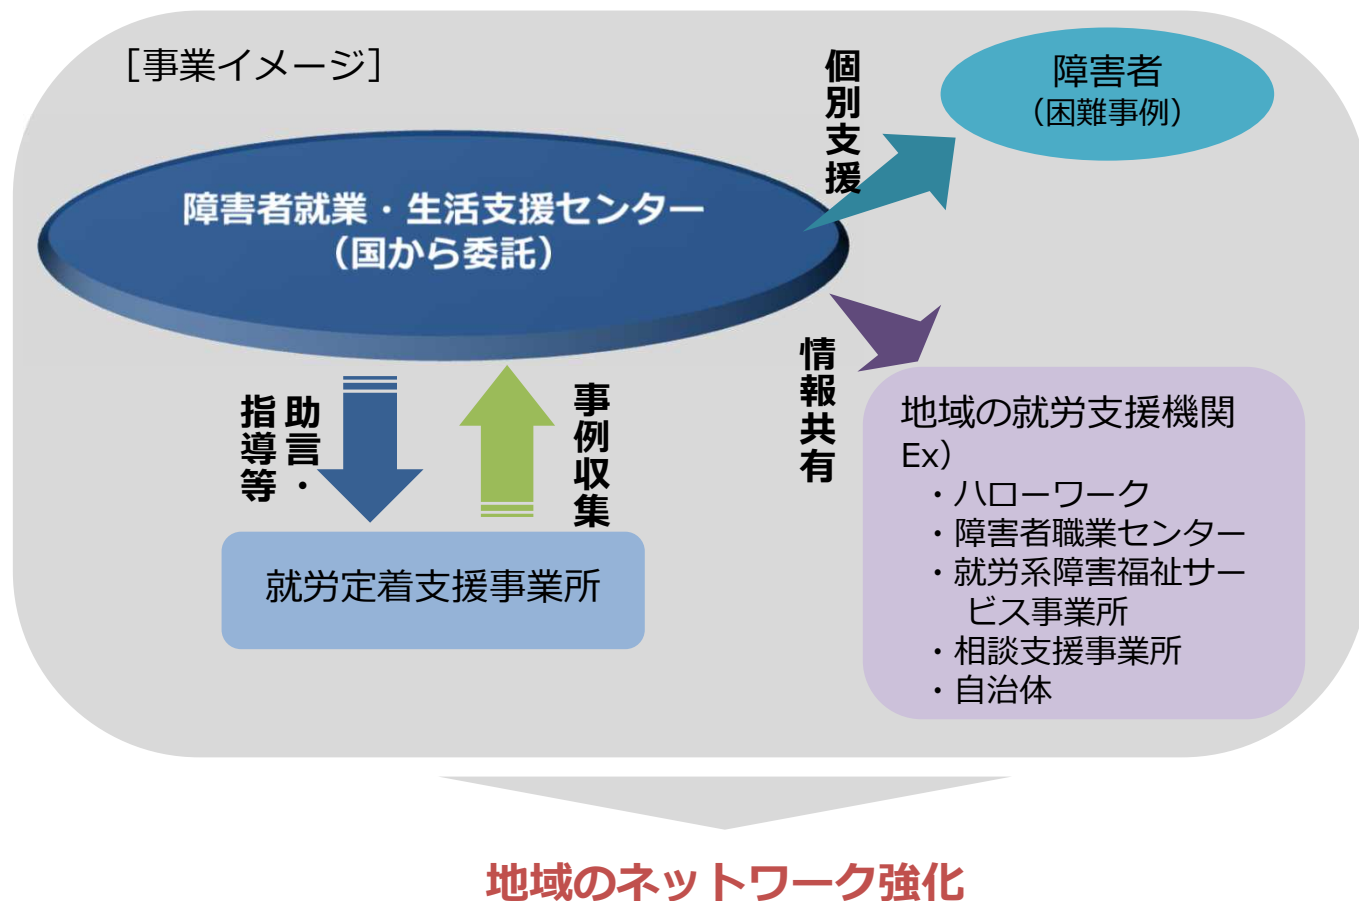 ［事業イメージ］
障害者就業・生活支援センター
（国から委託）
個別支援
障害者
（困難事例）
助言・
指導等
事例収集
情報共有
就労定着支援事業所
地域の就労支援機関
Ex）
・ハローワーク
・障害者職業センター
・就労系障害福祉サー
ビス事業所
・相談支援事業所
・自治体
地域のネットワーク強化